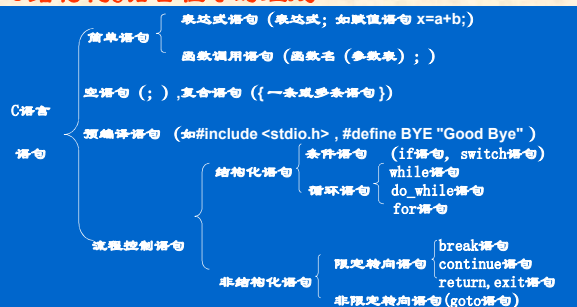 表达式语句 (表达式; 如赋值语句 x=a+b;)
简单语句
函数调用语句 (函数名 (参数表) ; )
空语句 (; ) ,复合语句 ({一条或多条语句})
C语言
语句
预编译语句 (如#include <stdio.h> , #define BYE "Good Bye" )
条件语句 (if语句, switch语句)
结构化语句
while语句
循环语句
do_while语句
for语句
流程控制语句
break语句
限定转向语句
continue语句
非结构化语句
return,exit语句
非限定转向语句(goto语句)